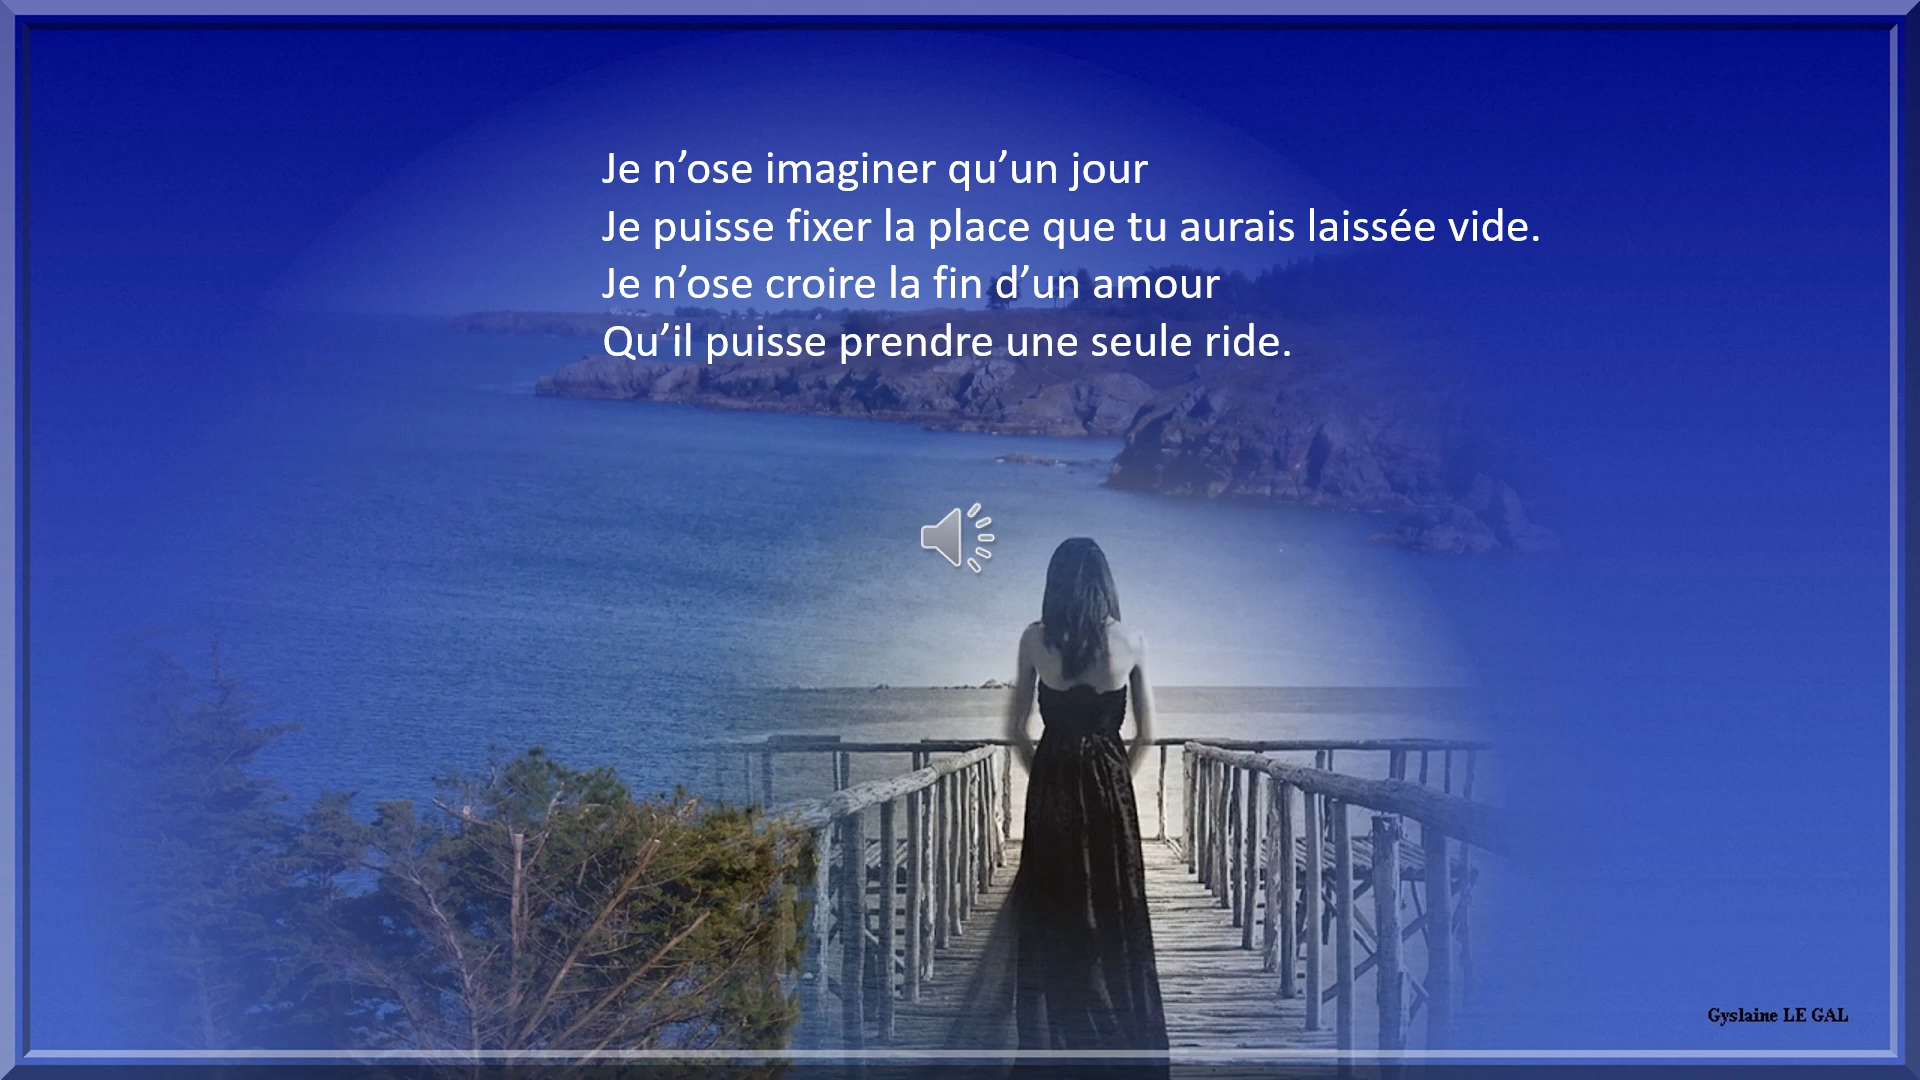 Je n’ose imaginer qu’un jour
Je puisse fixer la place que tu aurais laissée vide.
Je n’ose croire la fin d’un amour
Qu’il puisse prendre une seule ride.
Gyslaine LE GAL